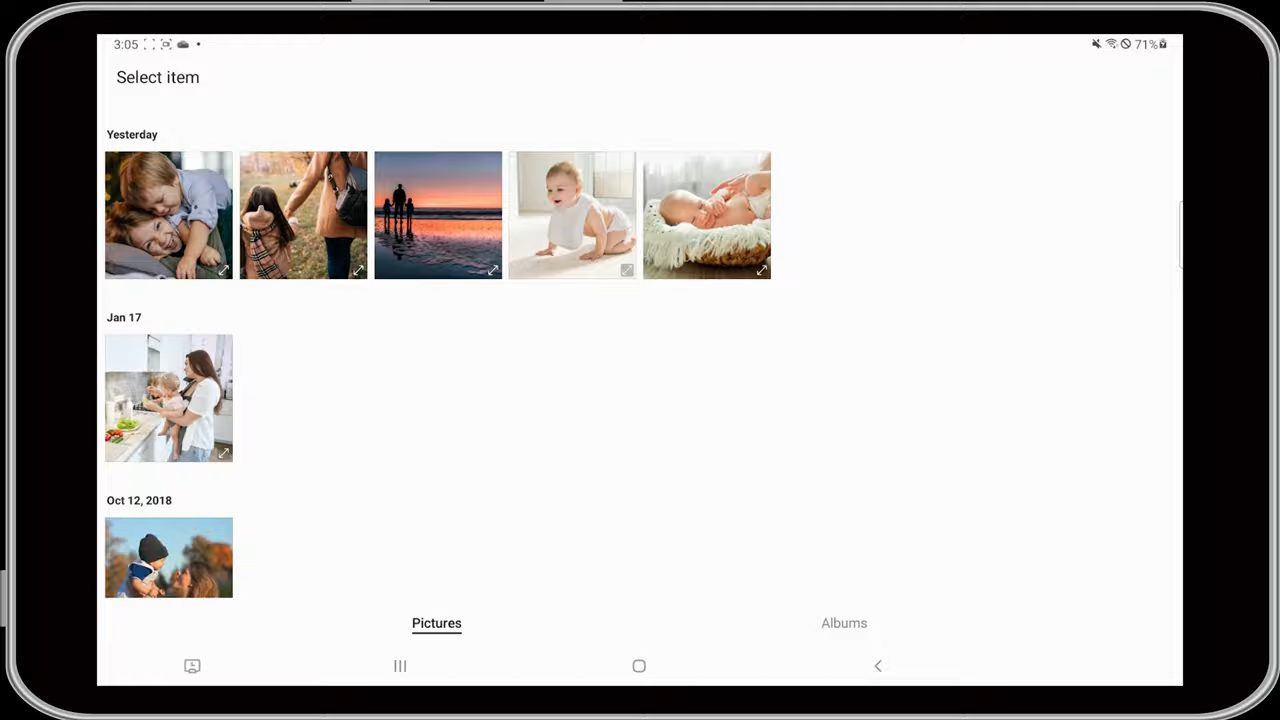 3:05
71%
Select item
Yesterday
Jan 17
Oct 12, 2018
Pictures
Albums